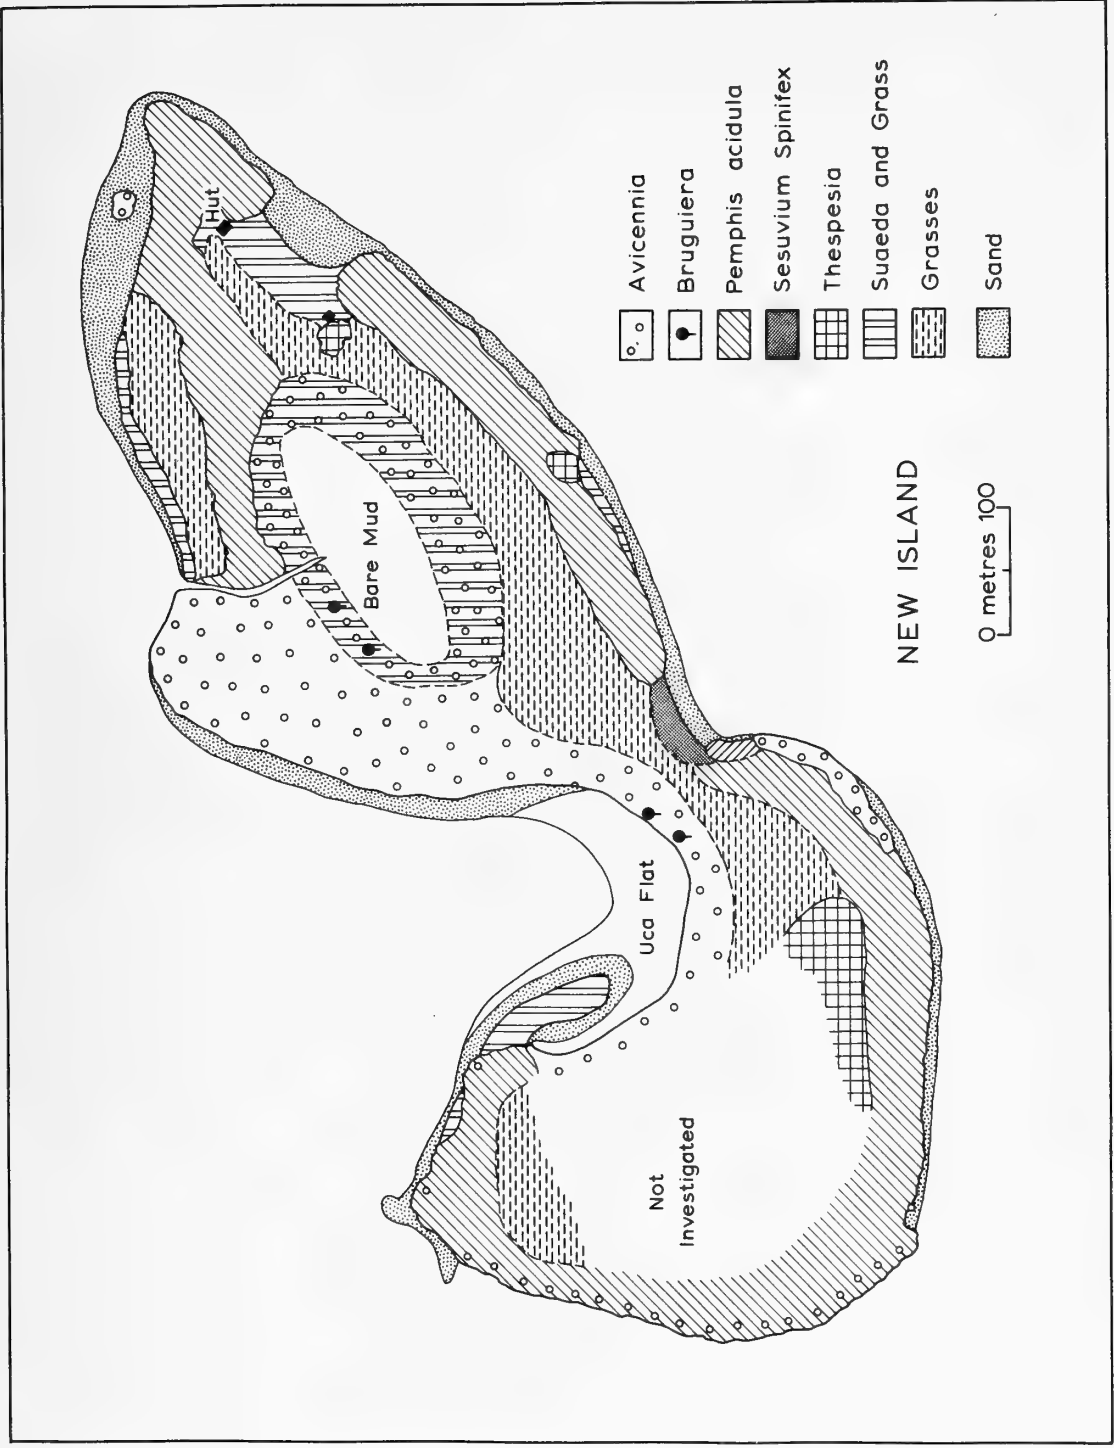 Hut
Bare Mud
Uca Flat
Not
Investigated
Avicennia
Bruguiera
Pemphis acidula
Sesuvium Spinifex
Thespesia
Suaeda and Grass
Grasses
Sand
NEW ISLAND
0 metres 100